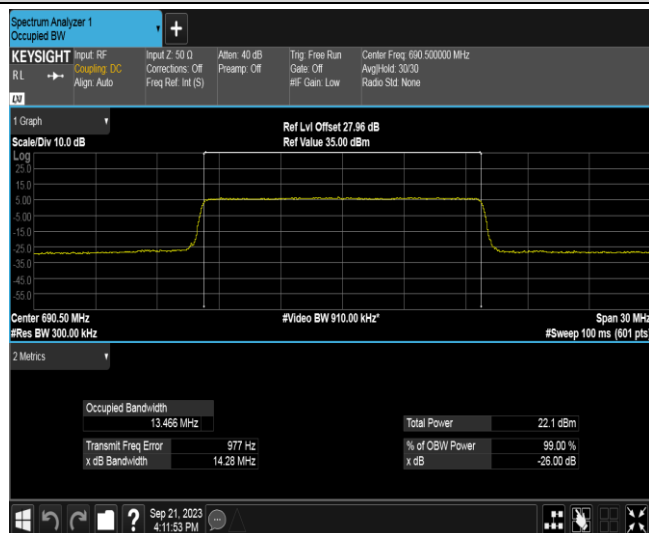 Spectrum Analyzer 1
Occupied BW
+
KEYSIGHT Input: RF Input Z: 50 Ω Atten: 40 dB Trig: Free Run Center Freq: 690.500000 MHz
RL Coupling: DC Corrections: Off Preamp: Off Gate: Off Avg|Hold: 30/30
Align: Auto Freq Ref: Int (S) #IF Gain: Low Radio Std: None
LXI
1 Graph
Ref Lvl Offset 27.96 dB
Scale/Div 10.0 dB Ref Value 35.00 dBm
Log
25.0
15.0
5.00
-5.00
-15.0
-25.0
-35.0
-45.0
-55.0
Center 690.50 MHz #Video BW 910.00 kHz* Span 30 MHz
#Res BW 300.00 kHz #Sweep 100 ms (601 pts)
2 Metrics
Occupied Bandwidth
13.466 MHz Total Power 22.1 dBm
Transmit Freq Error 977 Hz % of OBW Power 99.00 %
x dB Bandwidth 14.28 MHz x dB -26.00 dB
? Sep 21, 2023
4:11:53 PM